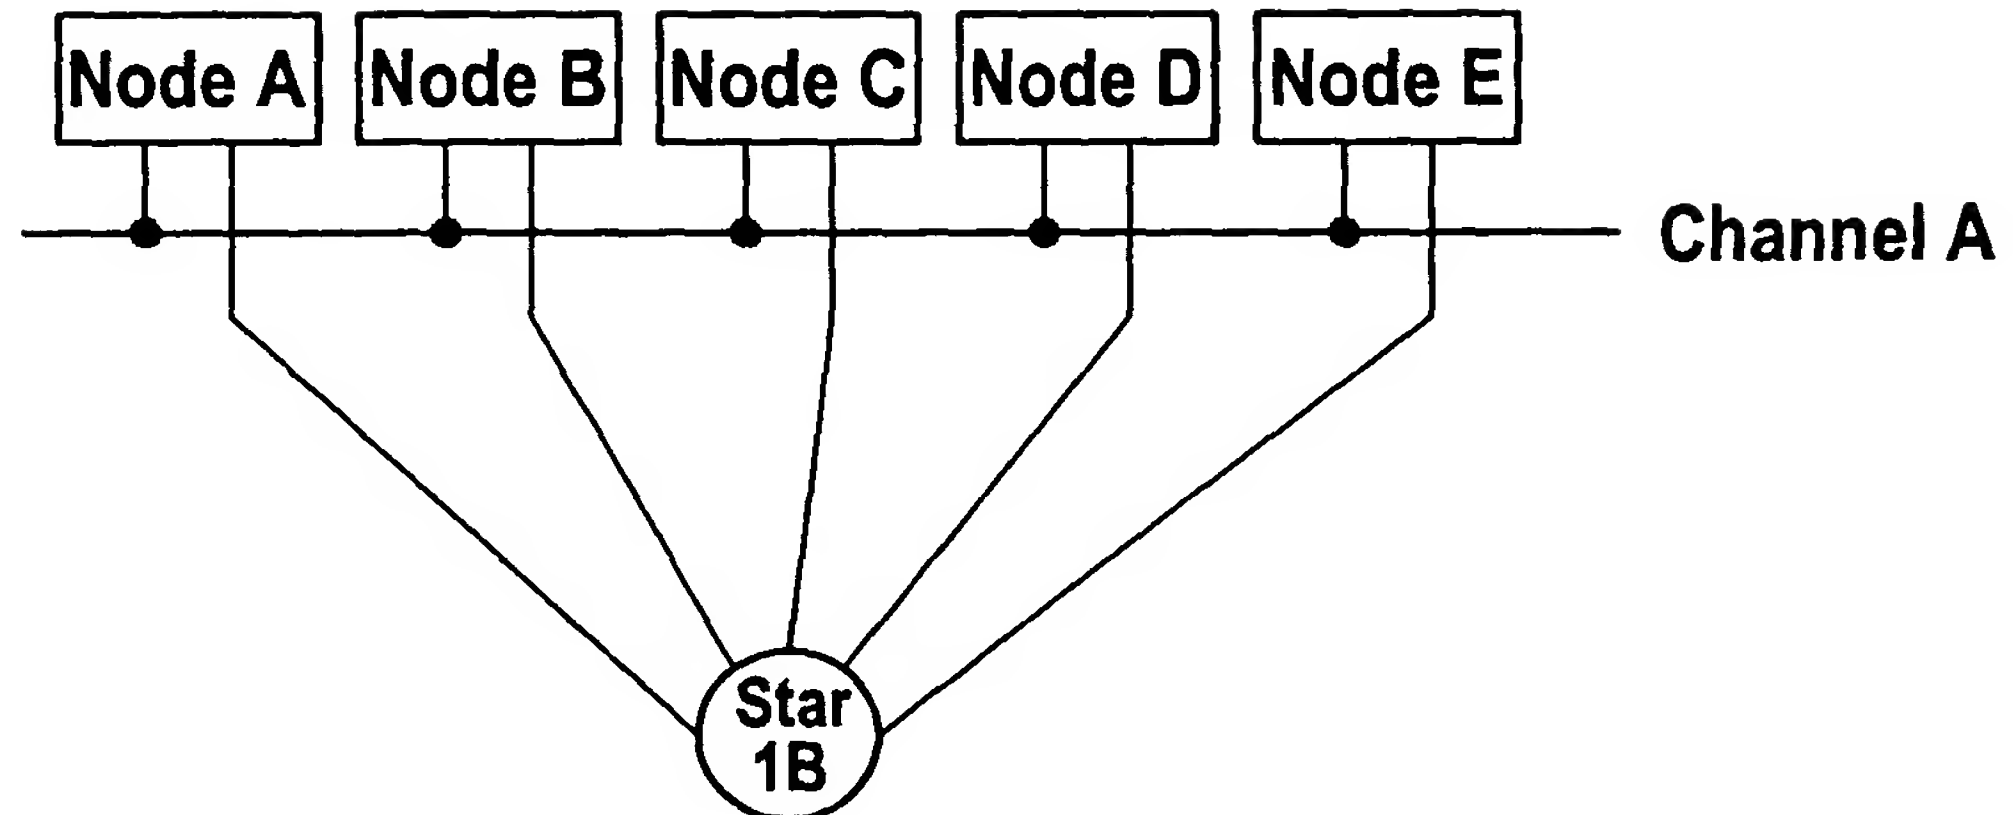 Node A
Node B
Node C
Node D
Node E
Channel A
Star
1B